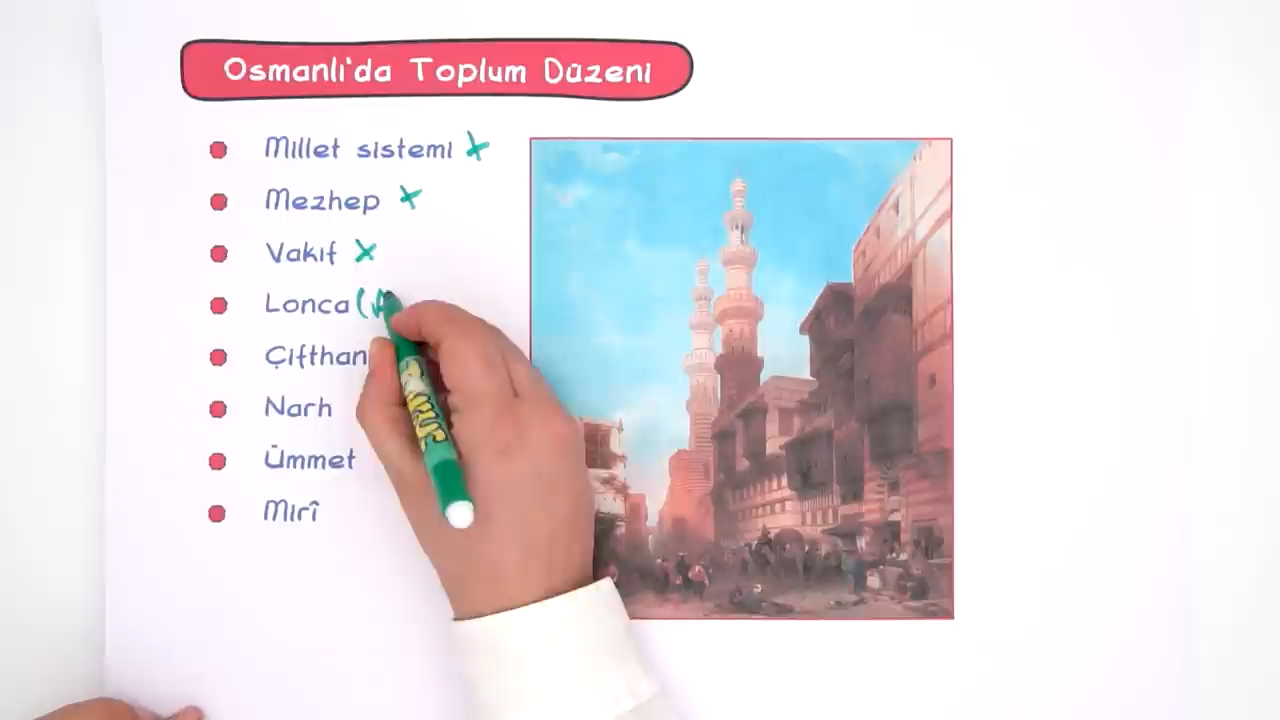 Osmanlı'da Toplum Düzeni
Millet sistemi x
Mezhep x
Vakıf x
Lonca (A
Çifthan
Narh
Ümmet
Mirî